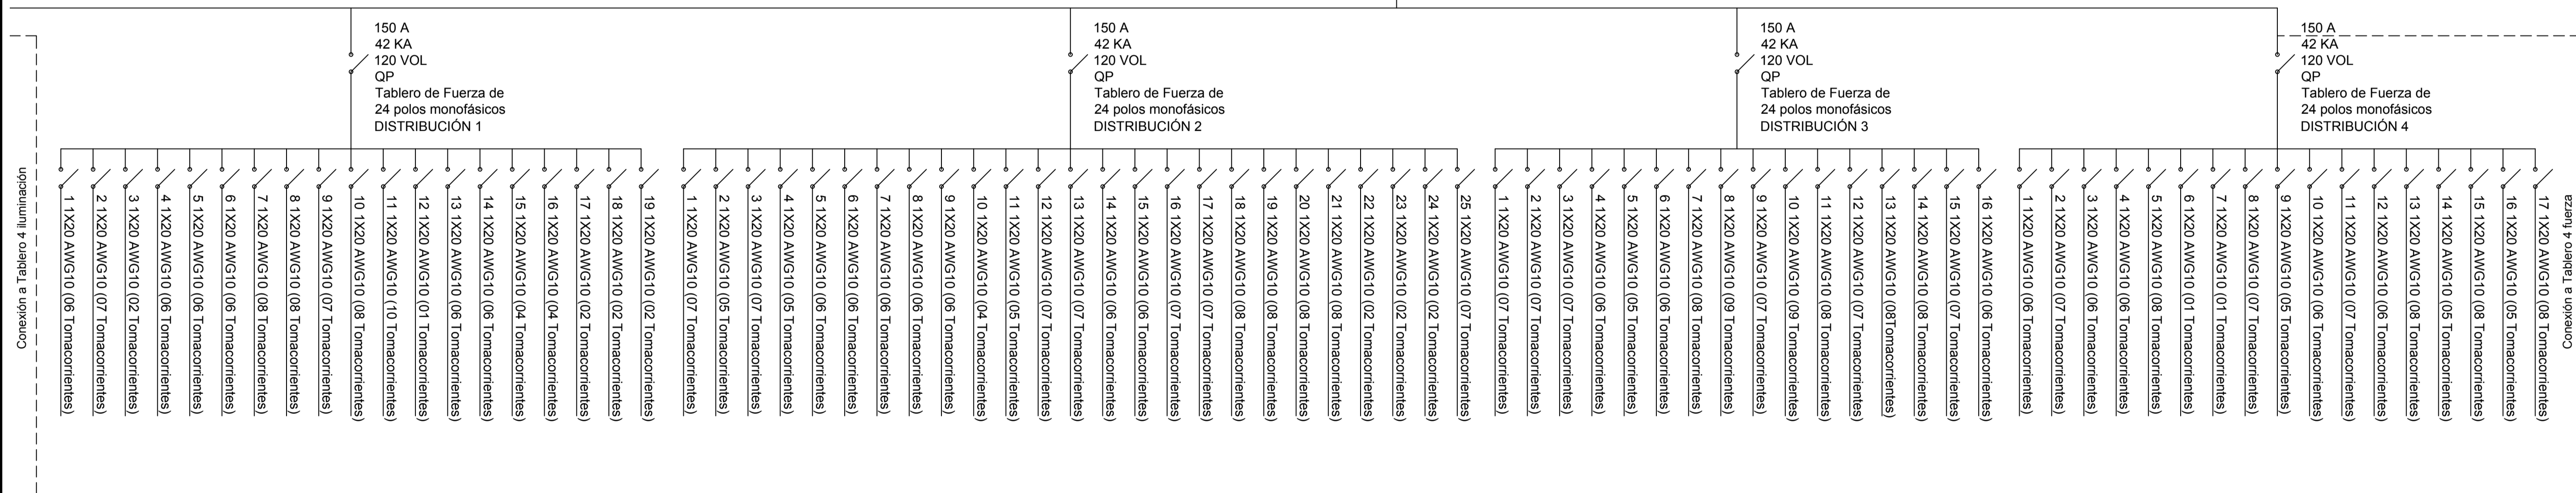 Conexión a Tablero 4 iluminación
150 A
42 KA
120 VOL
QP
Tablero de Fuerza de
24 polos monofásicos
DISTRIBUCIÓN 1
1 1X20 AWG10 (06 Tomacorrientes)
2 1X20 AWG10 (07 Tomacorrientes)
3 1X20 AWG10 (02 Tomacorrientes)
4 1X20 AWG10 (06 Tomacorrientes)
5 1X20 AWG10 (06 Tomacorrientes)
6 1X20 AWG10 (06 Tomacorrientes)
7 1X20 AWG10 (08 Tomacorrientes)
8 1X20 AWG10 (08 Tomacorrientes)
9 1X20 AWG10 (07 Tomacorrientes)
10 1X20 AWG10 (08 Tomacorrientes)
11 1X20 AWG10 (10 Tomacorrientes)
12 1X20 AWG10 (01 Tomacorrientes)
13 1X20 AWG10 (06 Tomacorrientes)
14 1X20 AWG10 (06 Tomacorrientes)
15 1X20 AWG10 (04 Tomacorrientes)
16 1X20 AWG10 (04 Tomacorrientes)
17 1X20 AWG10 (02 Tomacorrientes)
18 1X20 AWG10 (02 Tomacorrientes)
19 1X20 AWG10 (02 Tomacorrientes)
150 A
42 KA
120 VOL
QP
Tablero de Fuerza de
24 polos monofásicos
DISTRIBUCIÓN 2
1 1X20 AWG10 (07 Tomacorrientes)
2 1X20 AWG10 (05 Tomacorrientes)
3 1X20 AWG10 (07 Tomacorrientes)
4 1X20 AWG10 (05 Tomacorrientes)
5 1X20 AWG10 (06 Tomacorrientes)
6 1X20 AWG10 (06 Tomacorrientes)
7 1X20 AWG10 (06 Tomacorrientes)
8 1X20 AWG10 (06 Tomacorrientes)
9 1X20 AWG10 (06 Tomacorrientes)
10 1X20 AWG10 (04 Tomacorrientes)
11 1X20 AWG10 (05 Tomacorrientes)
12 1X20 AWG10 (07 Tomacorrientes)
13 1X20 AWG10 (07 Tomacorrientes)
14 1X20 AWG10 (06 Tomacorrientes)
15 1X20 AWG10 (06 Tomacorrientes)
16 1X20 AWG10 (07 Tomacorrientes)
17 1X20 AWG10 (07 Tomacorrientes)
18 1X20 AWG10 (08 Tomacorrientes)
19 1X20 AWG10 (08 Tomacorrientes)
20 1X20 AWG10 (08 Tomacorrientes)
21 1X20 AWG10 (08 Tomacorrientes)
22 1X20 AWG10 (02 Tomacorrientes)
23 1X20 AWG10 (02 Tomacorrientes)
24 1X20 AWG10 (02 Tomacorrientes)
25 1X20 AWG10 (07 Tomacorrientes)
150 A
42 KA
120 VOL
QP
Tablero de Fuerza de
24 polos monofásicos
DISTRIBUCIÓN 3
1 1X20 AWG10 (07 Tomacorrientes)
2 1X20 AWG10 (07 Tomacorrientes)
3 1X20 AWG10 (07 Tomacorrientes)
4 1X20 AWG10 (06 Tomacorrientes)
5 1X20 AWG10 (05 Tomacorrientes)
6 1X20 AWG10 (06 Tomacorrientes)
7 1X20 AWG10 (08 Tomacorrientes)
8 1X20 AWG10 (09 Tomacorrientes)
9 1X20 AWG10 (07 Tomacorrientes)
10 1X20 AWG10 (09 Tomacorrientes)
11 1X20 AWG10 (08 Tomacorrientes)
12 1X20 AWG10 (07 Tomacorrientes)
13 1X20 AWG10 (08Tomacorrientes)
14 1X20 AWG10 (08 Tomacorrientes)
15 1X20 AWG10 (07 Tomacorrientes)
16 1X20 AWG10 (06 Tomacorrientes)
150 A
42 KA
120 VOL
QP
Tablero de Fuerza de
24 polos monofásicos
DISTRIBUCIÓN 4
1 1X20 AWG10 (06 Tomacorrientes)
2 1X20 AWG10 (07 Tomacorrientes)
3 1X20 AWG10 (06 Tomacorrientes)
4 1X20 AWG10 (06 Tomacorrientes)
5 1X20 AWG10 (08 Tomacorrientes)
6 1X20 AWG10 (01 Tomacorrientes)
7 1X20 AWG10 (01 Tomacorrientes)
8 1X20 AWG10 (07 Tomacorrientes)
9 1X20 AWG10 (05 Tomacorrientes)
10 1X20 AWG10 (06 Tomacorrientes)
11 1X20 AWG10 (07 Tomacorrientes)
12 1X20 AWG10 (06 Tomacorrientes)
13 1X20 AWG10 (08 Tomacorrientes)
14 1X20 AWG10 (05 Tomacorrientes)
15 1X20 AWG10 (08 Tomacorrientes)
16 1X20 AWG10 (05 Tomacorrientes)
17 1X20 AWG10 (08 Tomacorrientes)
Conexión a Tablero 4 fuerza